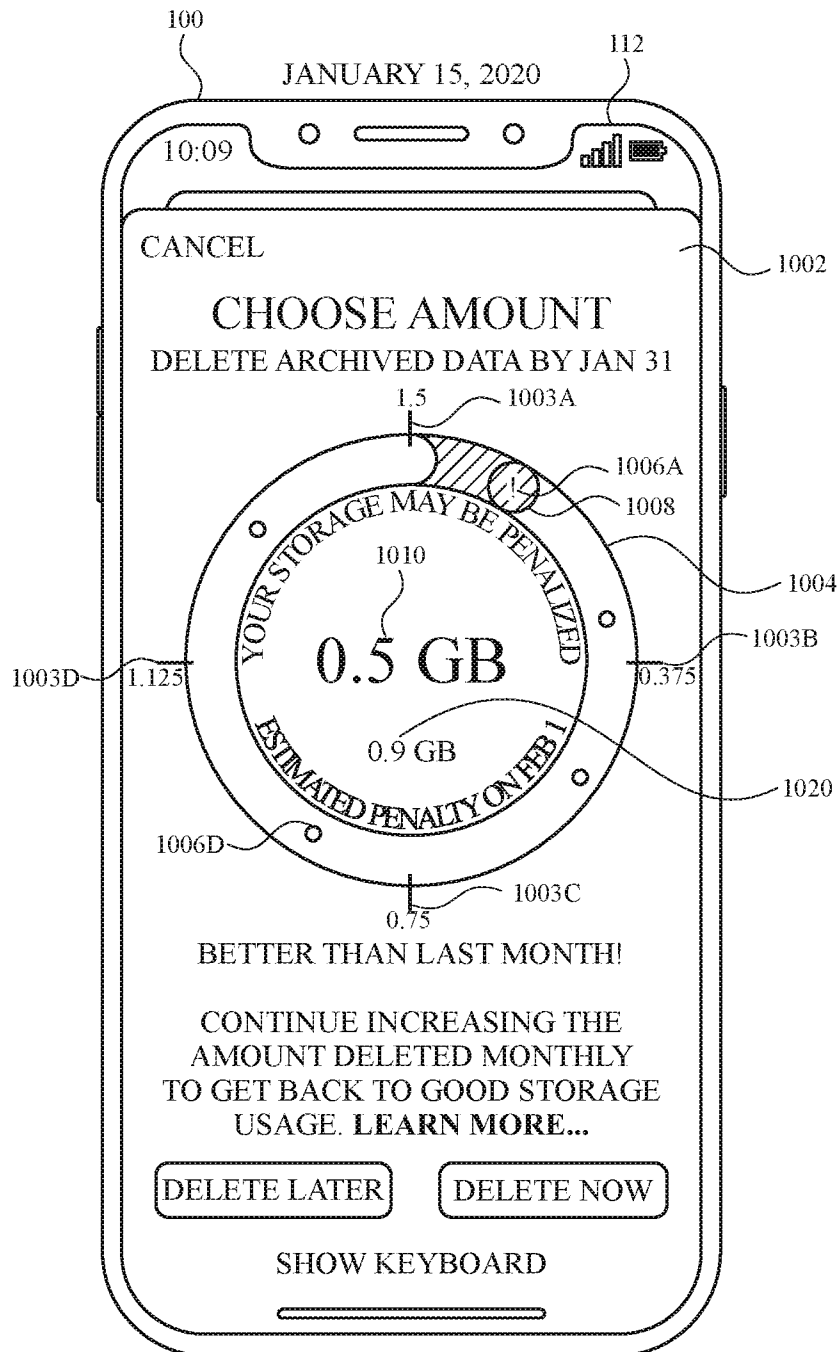 100
JANUARY 15, 2020
112
10:09
CANCEL
1002
CHOOSE AMOUNT
DELETE ARCHIVED DATA BY JAN 31
1.5
1003A
1006A
!
1008
YOUR STORAGE MAY BE PENALIZED
1010
1004
0.5 GB
1003B
1003D
1.125
0.375
0.9 GB
ESTIMATED PENALTY ON FEB 1
1020
1006D
1003C
0.75
BETTER THAN LAST MONTH!
CONTINUE INCREASING THE
AMOUNT DELETED MONTHLY
TO GET BACK TO GOOD STORAGE
USAGE. LEARN MORE...
DELETE LATER
DELETE NOW
SHOW KEYBOARD